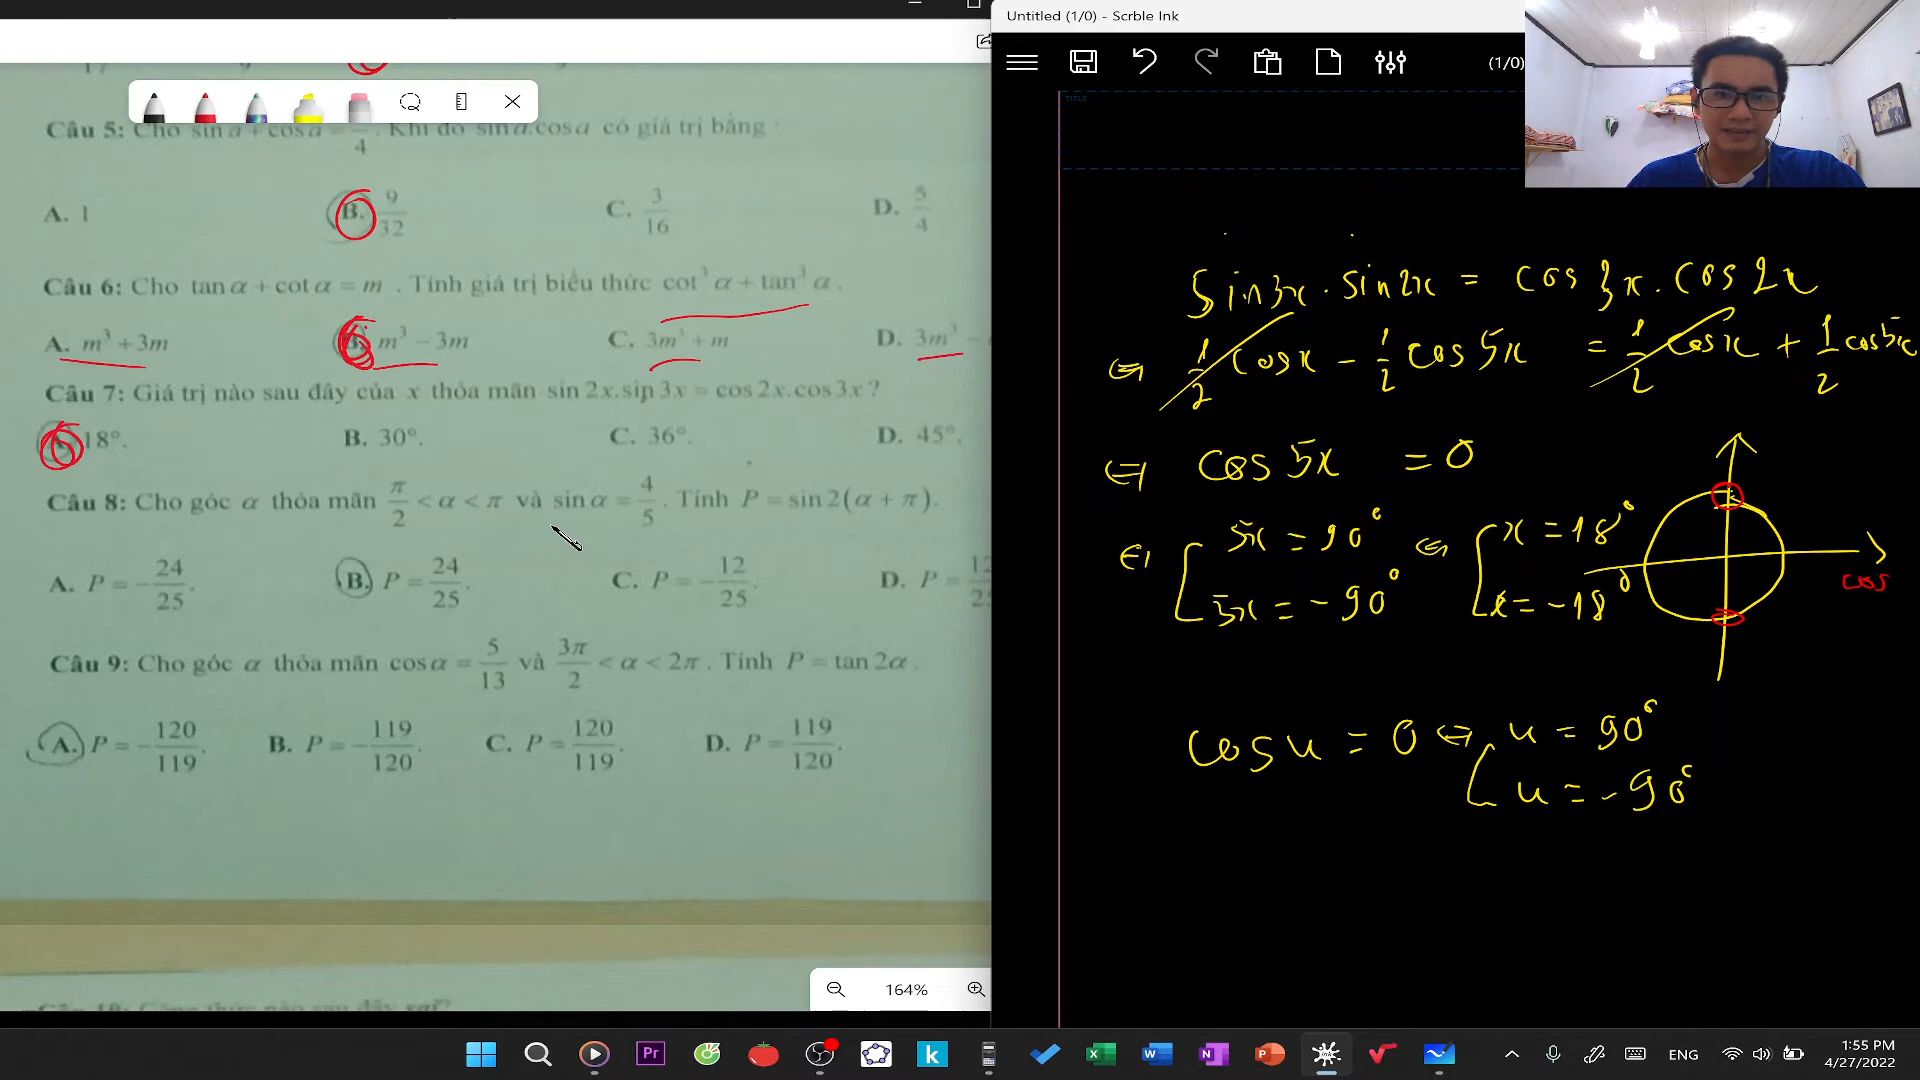 Untitled (1/0) - Scrble Ink
(1/0)
TITLE
17
9
Câu 5: Cho sin a + cos a = /4. Khi đó sin a.cos a có giá trị bằng
A. 1
B. 9/32
C. 3/16
D. 5/4
Câu 6: Cho tan α + cot α = m . Tính giá trị biểu thức cot³ α + tan³ α.
A. m³ + 3m
B. m³ − 3m
C. 3m³ + m
D. 3m³ −
Câu 7: Giá trị nào sau đây của x thỏa mãn sin 2x.sin 3x = cos 2x.cos 3x ?
A. 18°.
B. 30°.
C. 36°.
D. 45°.
Câu 8: Cho góc α thỏa mãn π/2 < α < π và sin α = 4/5 . Tính P = sin 2(α + π).
A. P = −24/25.
B. P = 24/25.
C. P = −12/25.
D. P = 12/25
Câu 9: Cho góc α thỏa mãn cos α = 5/13 và 3π/2 < α < 2π . Tính P = tan 2α .
A. P = −120/119.
B. P = −119/120.
C. P = 120/119.
D. P = 119/120.
164%
sin3x . sin2x = cos3x . cos2x
⇔ 1/2 cosx − 1/2 cos5x = 1/2 cosx + 1/2 cos5x
⇔ cos5x = 0
⇔ [ 5x = 90° ⇔ [ x = 18°
5x = −90° x = −18°
cos
cos u = 0 ⇔ [ u = 90°
u = −90°
Pr
k
ENG
1:55 PM
4/27/2022